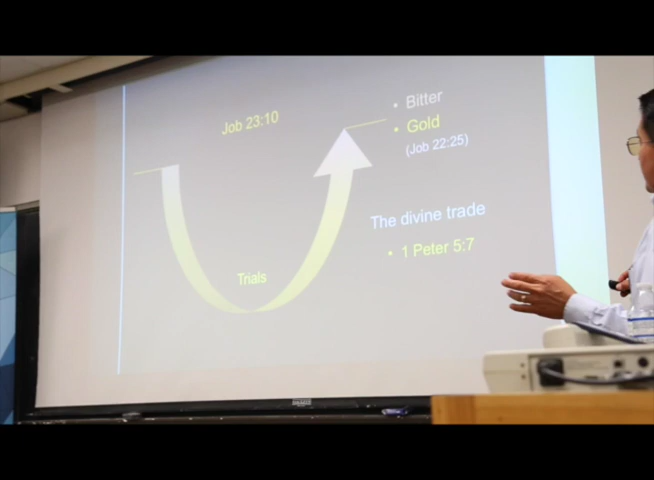 Job 23:10
• Bitter
• Gold
(Job 22:25)
The divine trade
• 1 Peter 5:7
Trials